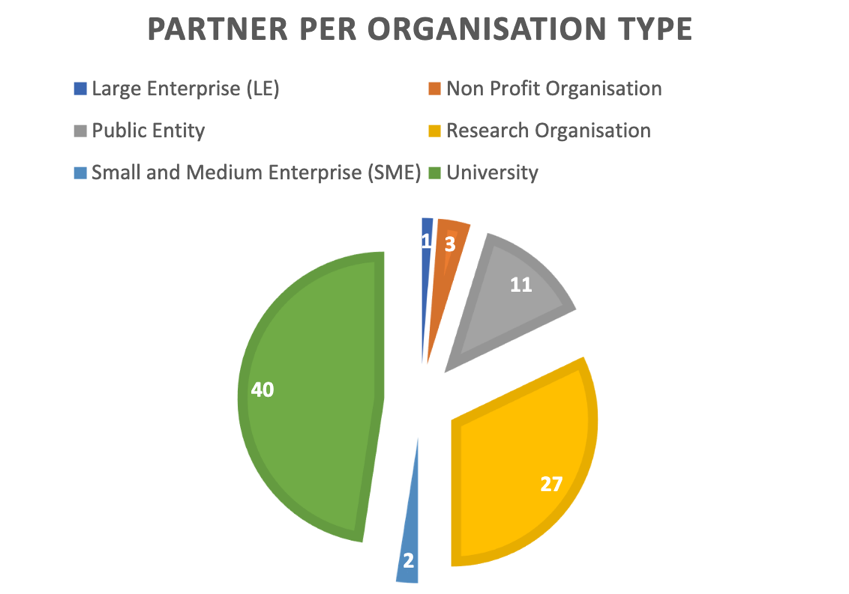 PARTNER PER ORGANISATION TYPE
Large Enterprise (LE) Non Profit Organisation
Public Entity Research Organisation
Small and Medium Enterprise (SME) University
1
3
11
40
27
2